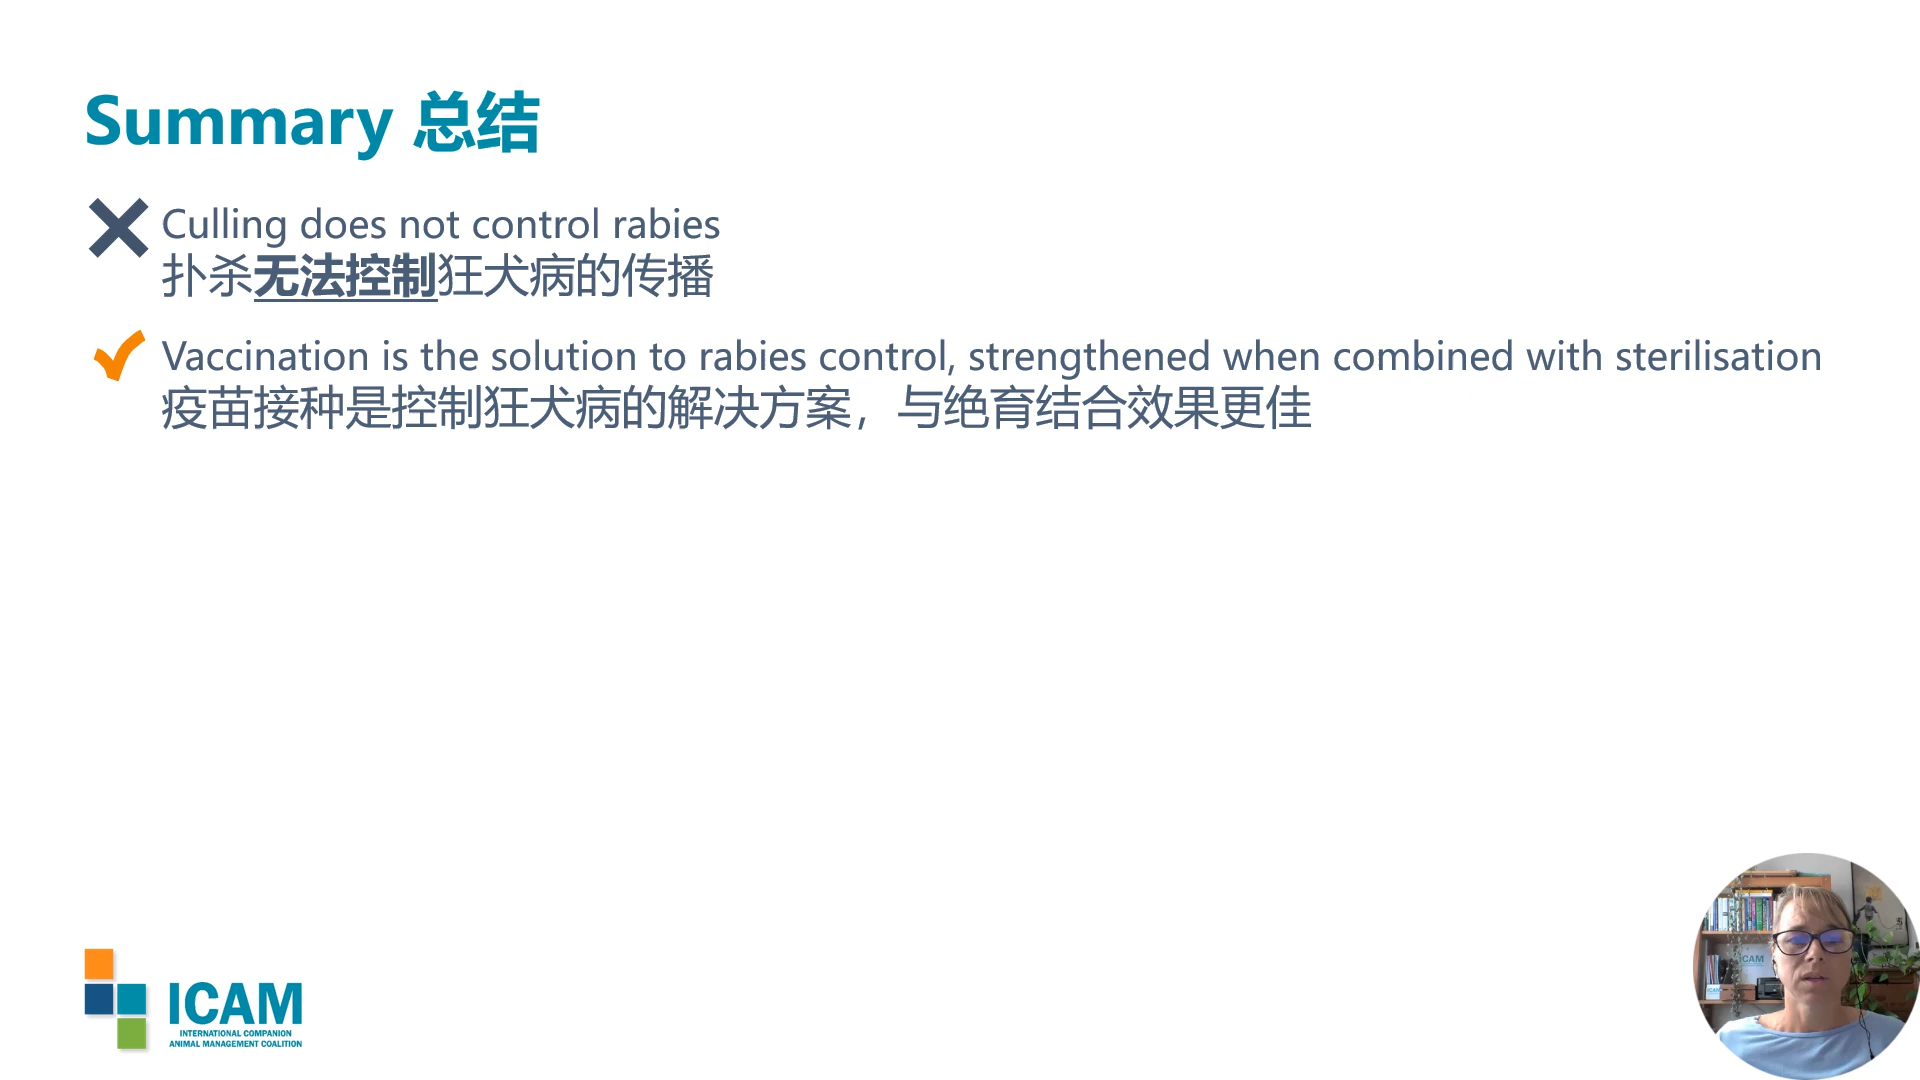 Summary 总结
Culling does not control rabies
扑杀无法控制狂犬病的传播
Vaccination is the solution to rabies control, strengthened when combined with sterilisation
疫苗接种是控制狂犬病的解决方案，与绝育结合效果更佳
ICAM
INTERNATIONAL COMPANION
ANIMAL MANAGEMENT COALITION